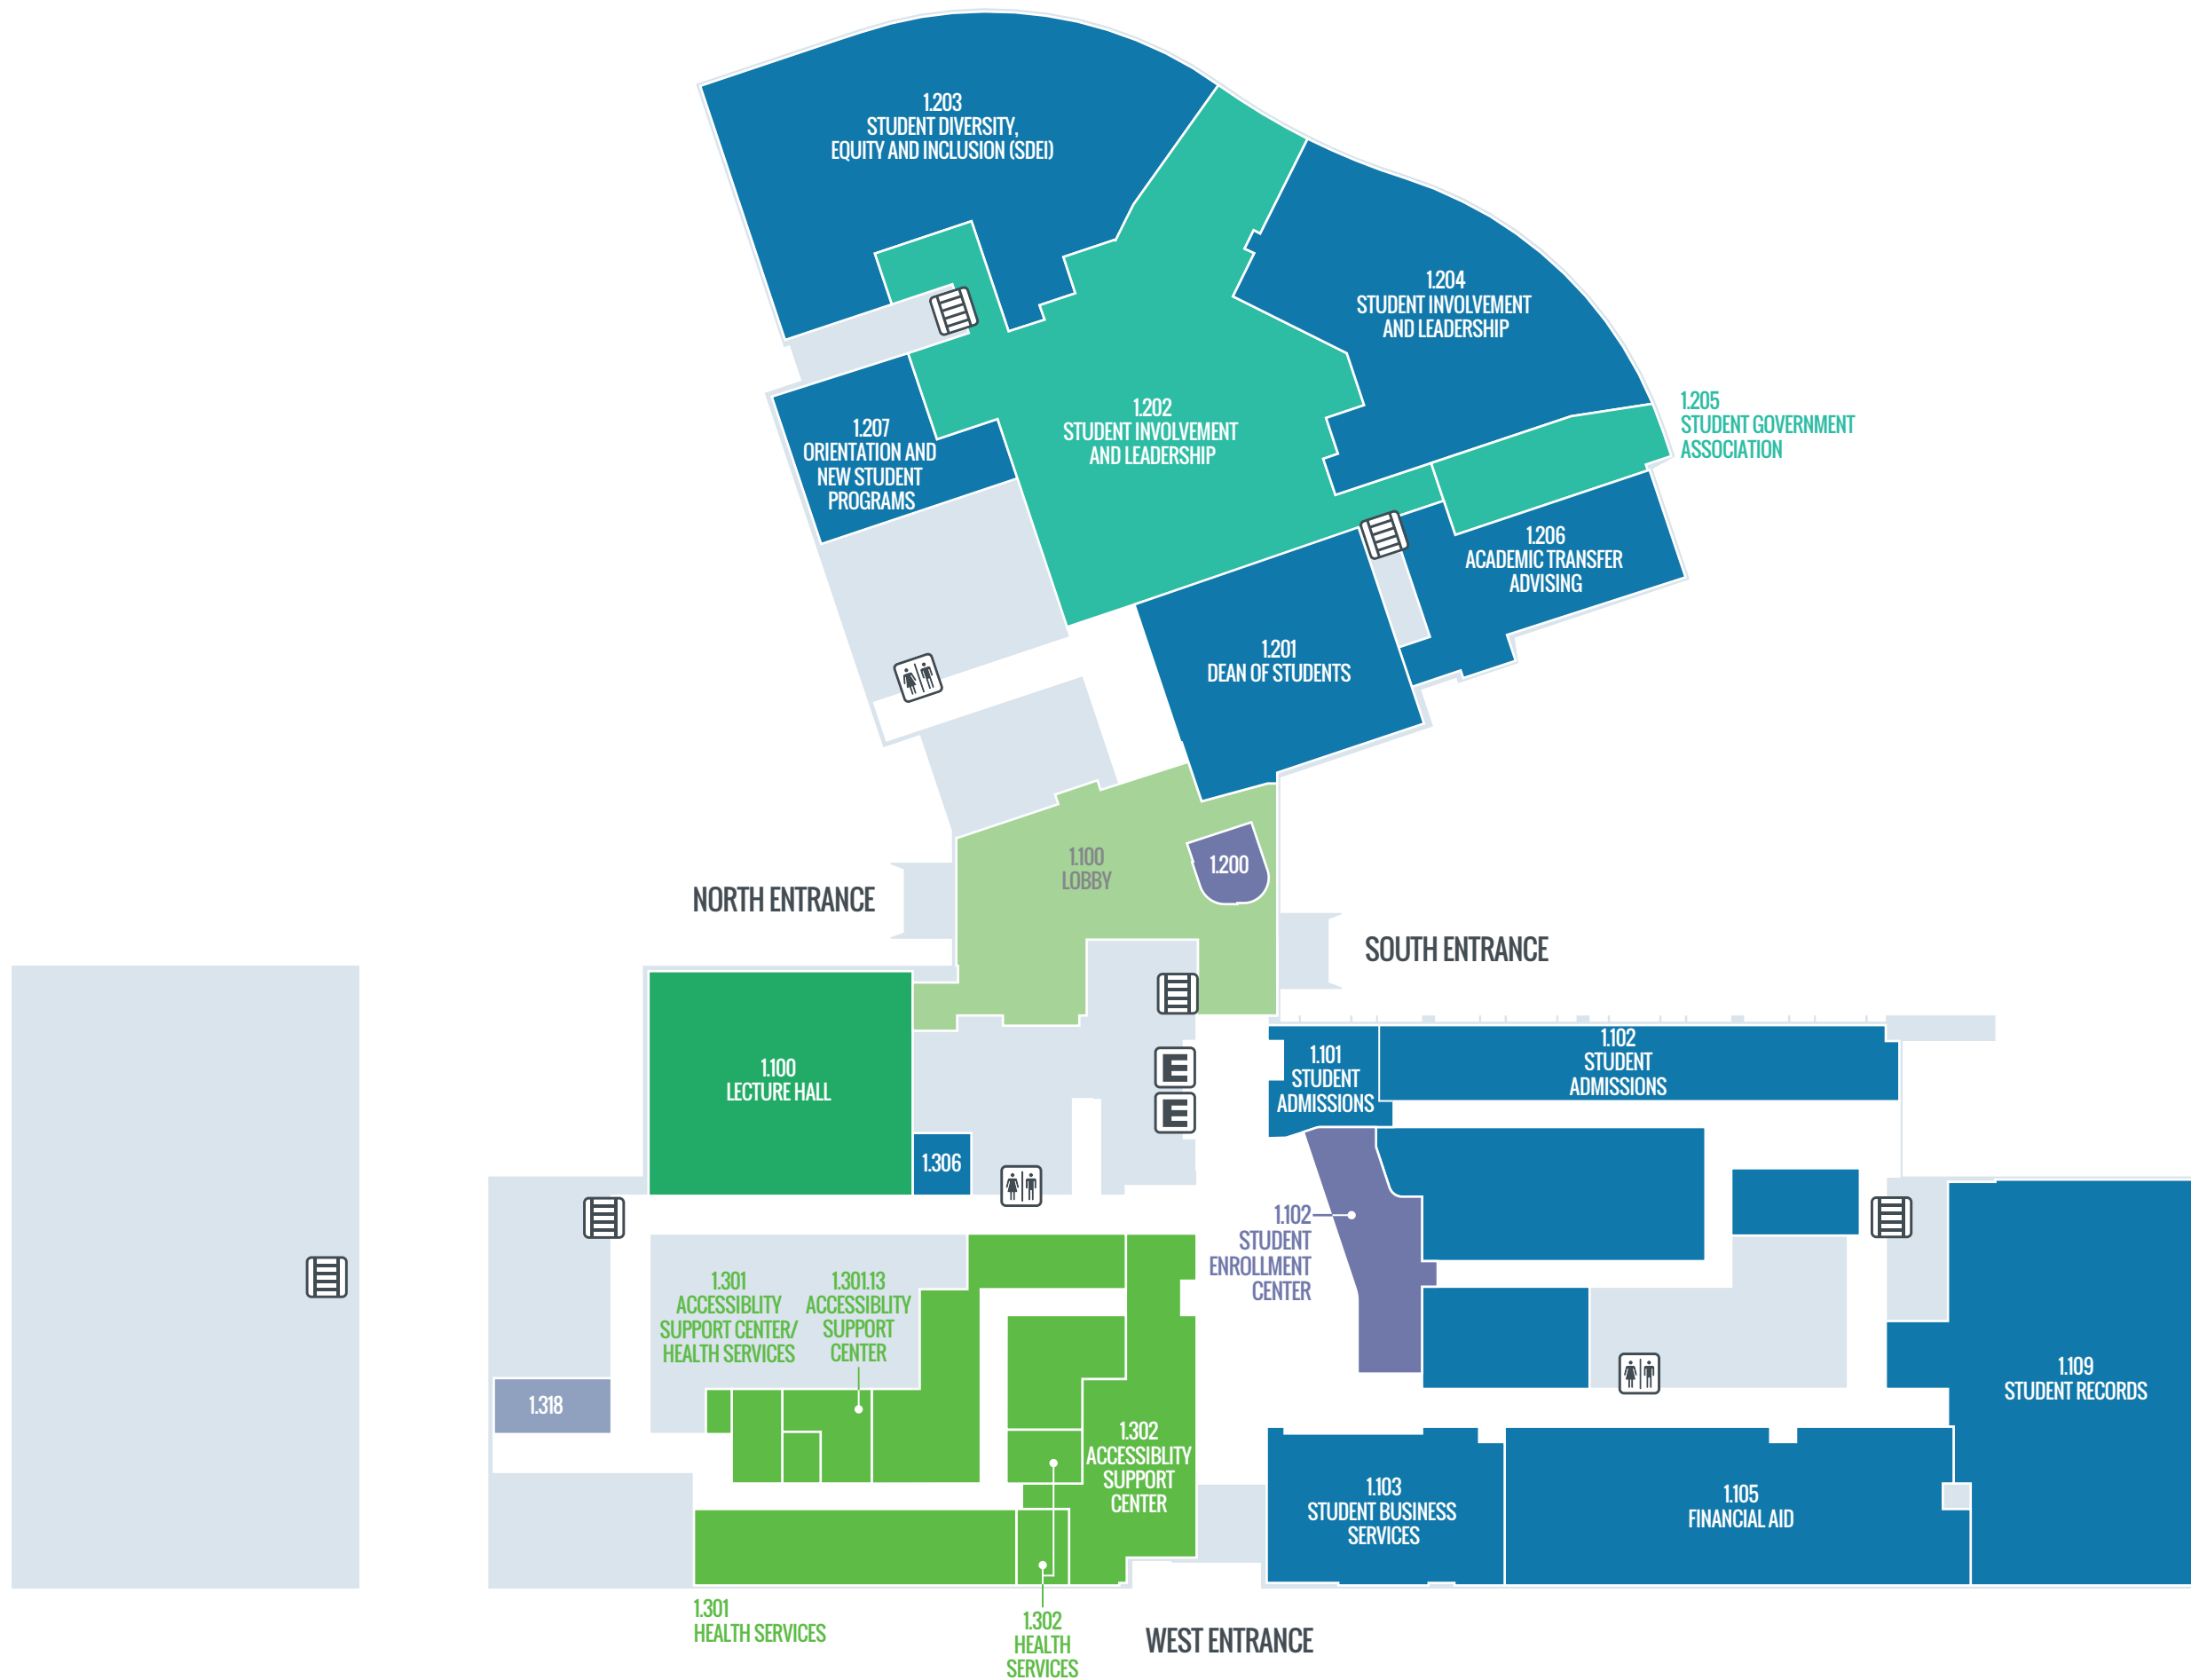 1.203
STUDENT DIVERSITY,
EQUITY AND INCLUSION (SDEI)
1.204
STUDENT INVOLVEMENT
AND LEADERSHIP
1.205
STUDENT GOVERNMENT
ASSOCIATION
1.202
STUDENT INVOLVEMENT
AND LEADERSHIP
1.207
ORIENTATION AND
NEW STUDENT
PROGRAMS
1.206
ACADEMIC TRANSFER
ADVISING
1.201
DEAN OF STUDENTS
1.100
LOBBY
1.200
NORTH ENTRANCE
SOUTH ENTRANCE
1.100
LECTURE HALL
E
E
1.101
STUDENT
ADMISSIONS
1.102
STUDENT
ADMISSIONS
1.306
1.102
STUDENT
ENROLLMENT
CENTER
1.301
ACCESSIBLITY
SUPPORT CENTER/
HEALTH SERVICES
1.301.13
ACCESSIBLITY
SUPPORT
CENTER
1.318
1.302
ACCESSIBLITY
SUPPORT
CENTER
1.109
STUDENT RECORDS
1.103
STUDENT BUSINESS
SERVICES
1.105
FINANCIAL AID
1.301
HEALTH SERVICES
1.302
HEALTH
SERVICES
WEST ENTRANCE